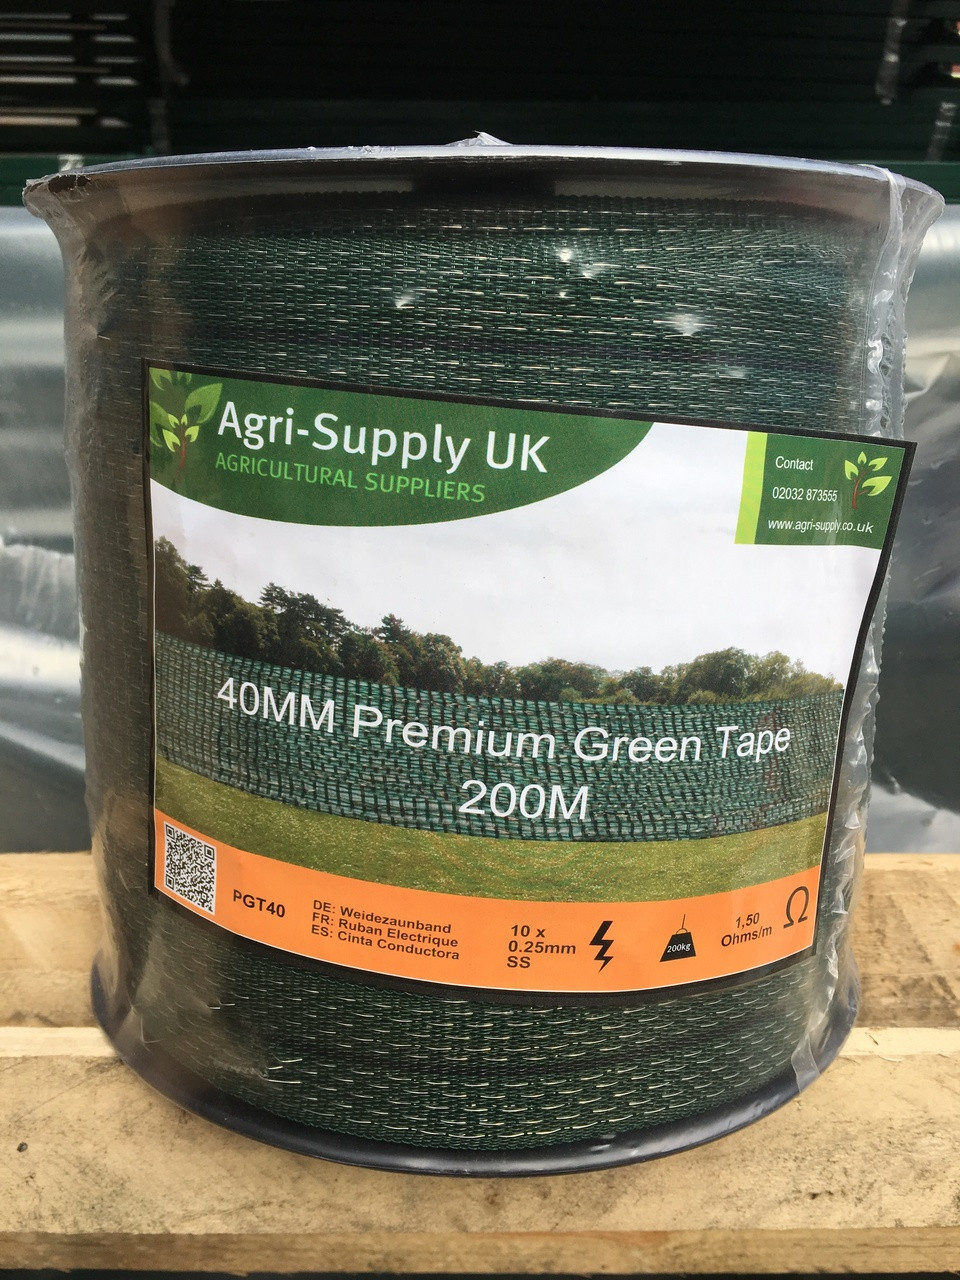 Agri-Supply UK
AGRICULTURAL SUPPLIERS
Contact
02032 873555
www.agri-supply.co.uk
40MM Premium Green Tape
200M
PGT40
DE: Weidezaunband
FR: Ruban Electrique
ES: Cinta Conductora
10 x
0.25mm
SS
200kg
1,50
Ohms/m
Ω